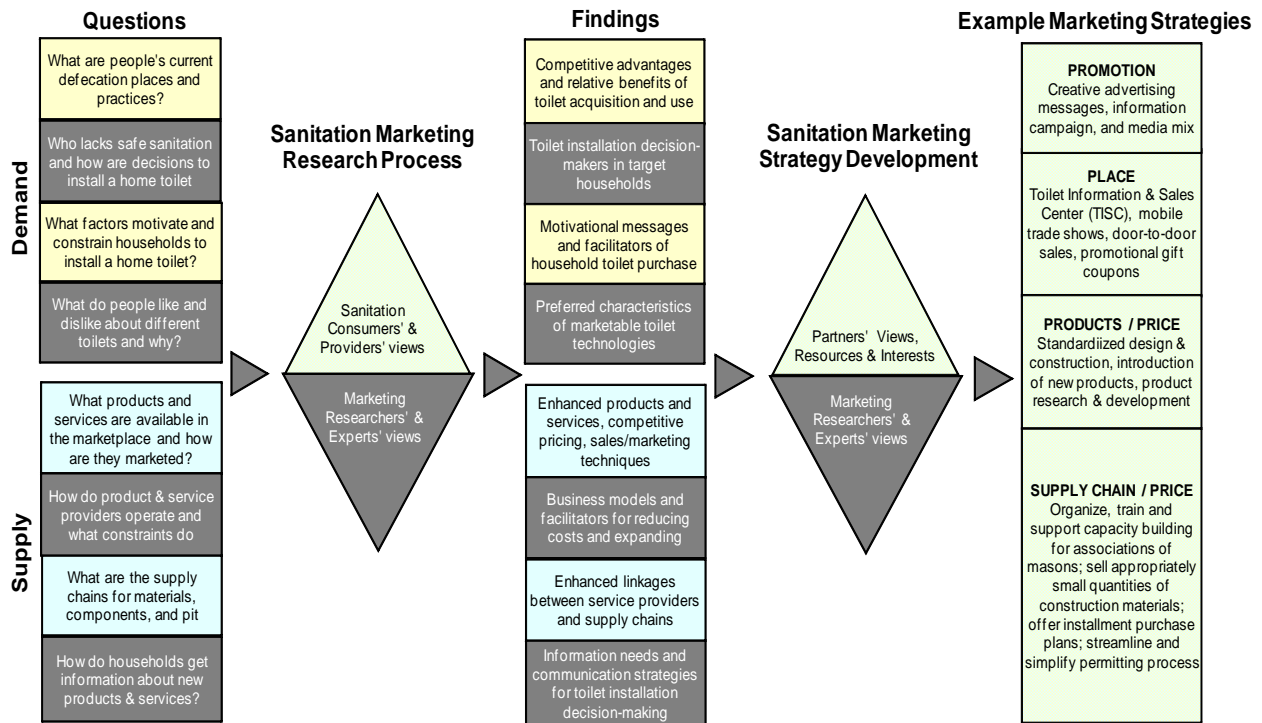 Questions
Demand
What are people's current
defecation places and
practices?
Who lacks safe sanitation
and how are decisions to
install a home toilet
What factors motivate and
constrain households to
install a home toilet?
What do people like and
dislike about different
toilets and why?
Supply
What products and
services are available in
the marketplace and how
are they marketed?
How do product & service
providers operate and
what constraints do
What are the supply
chains for materials,
components, and pit
How do households get
information about new
products & services?
Sanitation Marketing
Research Process
Sanitation
Consumers' &
Providers' views
Marketing
Researchers' &
Experts' views
Findings
Competitive advantages
and relative benefits of
toilet acquisition and use
Toilet installation decision-
makers in target
households
Motivational messages
and facilitators of
household toilet purchase
Preferred characteristics
of marketable toilet
technologies
Enhanced products and
services, competitive
pricing, sales/marketing
techniques
Business models and
facilitators for reducing
costs and expanding
Enhanced linkages
between service providers
and supply chains
Information needs and
communication strategies
for toilet installation
decision-making
Sanitation Marketing
Strategy Development
Partners' Views,
Resources & Interests
Marketing
Researchers' &
Experts' views
Example Marketing Strategies
PROMOTION
Creative advertising
messages, information
campaign, and media mix
PLACE
Toilet Information & Sales
Center (TISC), mobile
trade shows, door-to-door
sales, promotional gift
coupons
PRODUCTS / PRICE
Standardiized design &
construction, introduction
of new products, product
research & development
SUPPLY CHAIN / PRICE
Organize, train and
support capacity building
for associations of
masons; sell appropriately
small quantities of
construction materials;
offer installment purchase
plans; streamline and
simplify permitting process